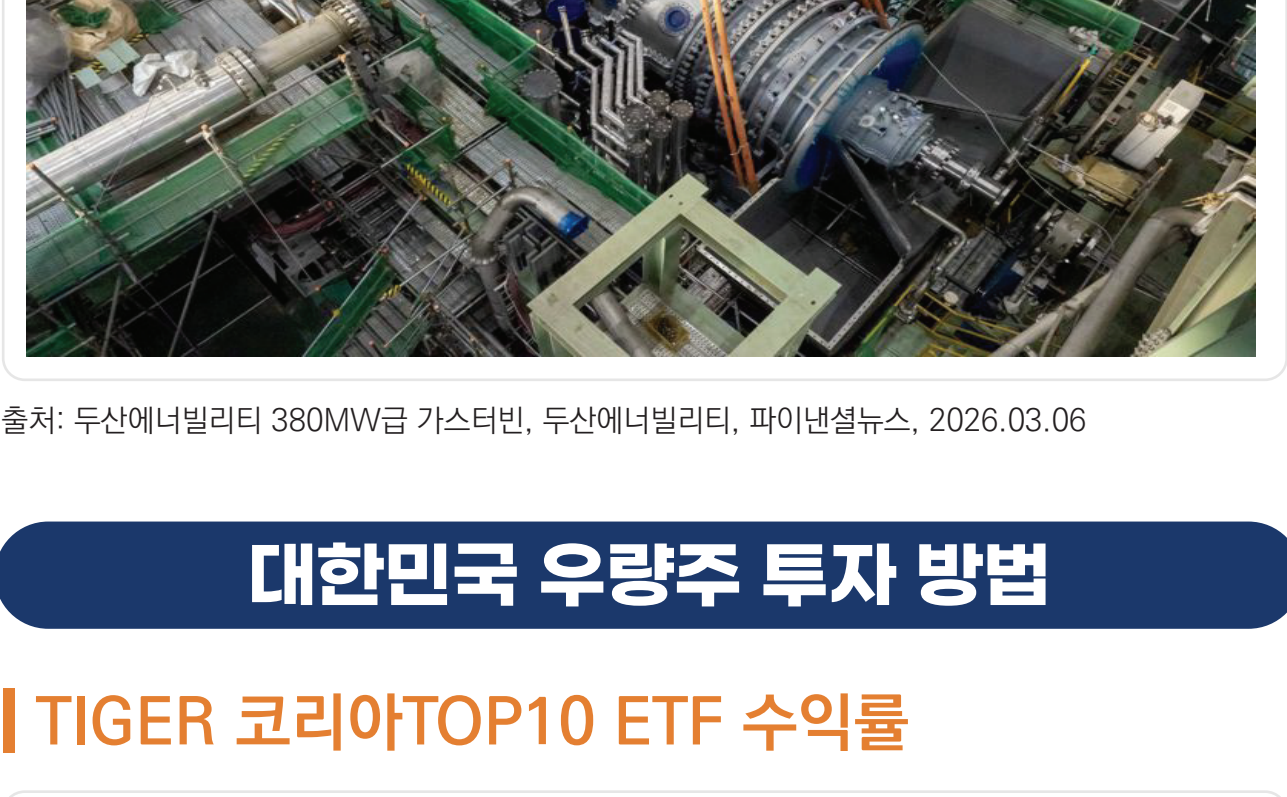 출처: 두산에너빌리티 380MW급 가스터빈, 두산에너빌리티, 파이낸셜뉴스, 2026.03.06
대한민국 우량주 투자 방법
TIGER 코리아TOP10 ETF 수익률